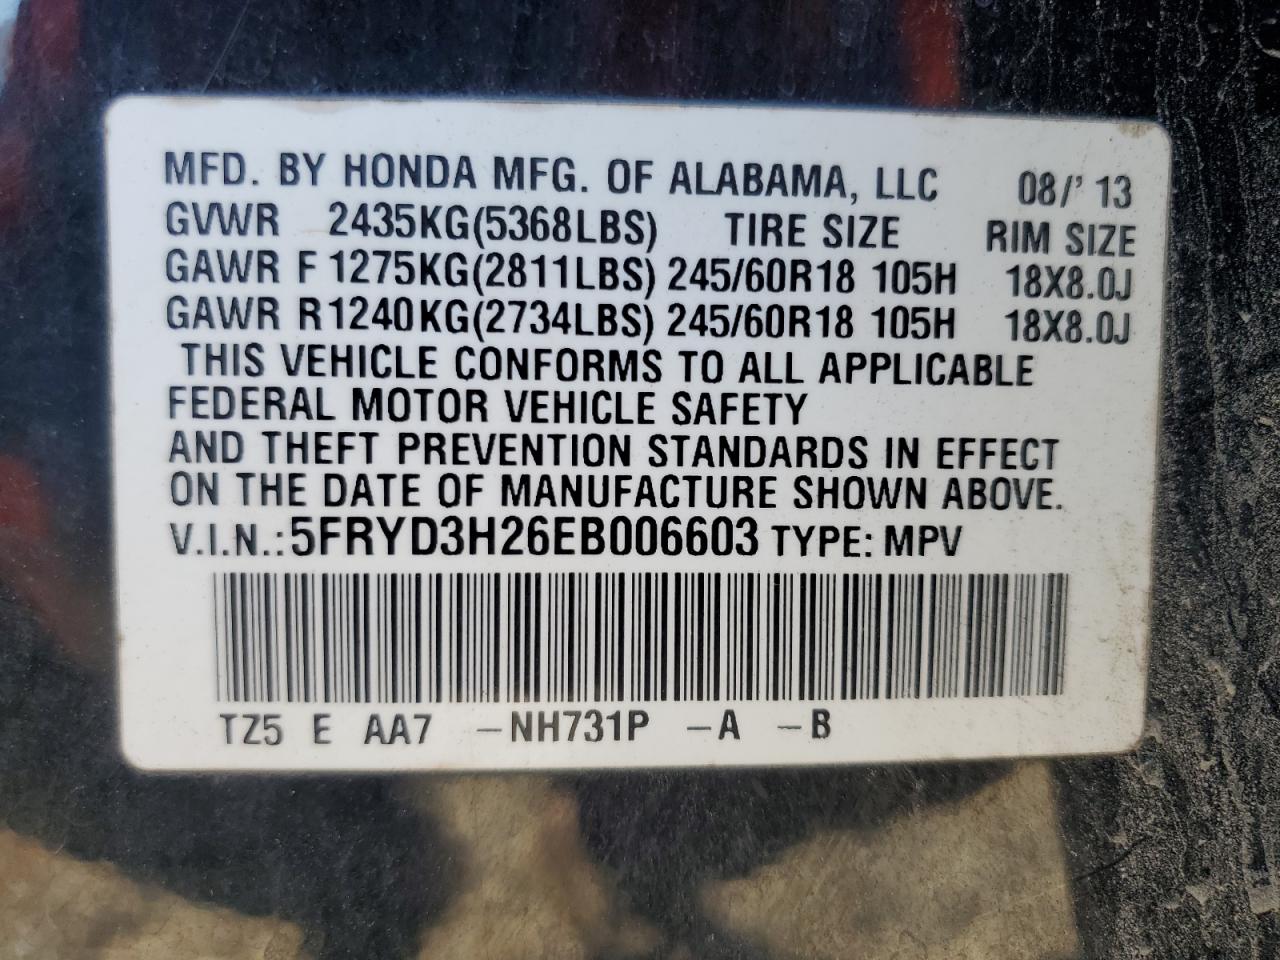 MFD. BY HONDA MFG. OF ALABAMA, LLC 08/' 13
GVWR 2435KG(5368LBS) TIRE SIZE RIM SIZE
GAWR F 1275KG(2811LBS) 245/60R18 105H 18X8.0J
GAWR R 1240KG(2734LBS) 245/60R18 105H 18X8.0J
THIS VEHICLE CONFORMS TO ALL APPLICABLE
FEDERAL MOTOR VEHICLE SAFETY
AND THEFT PREVENTION STANDARDS IN EFFECT
ON THE DATE OF MANUFACTURE SHOWN ABOVE.
V.I.N.: 5FRYD3H26EB006603 TYPE: MPV
TZ5 E AA7 –NH731P –A –B